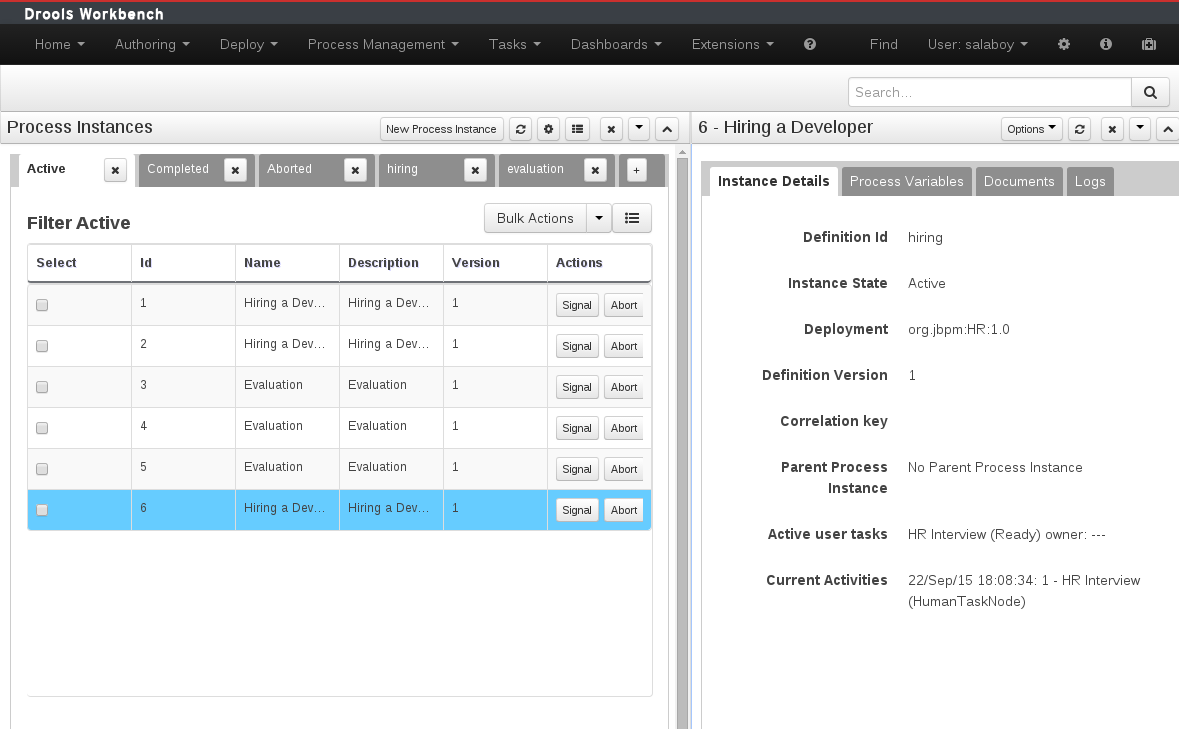 Drools Workbench
Home Authoring Deploy Process Management Tasks Dashboards Extensions Find User: salaboy
Search...
Process Instances New Process Instance
Active Completed Aborted hiring evaluation +
Filter Active Bulk Actions
Select Id Name Description Version Actions
1 Hiring a Dev... Hiring a Dev... 1 Signal Abort
2 Hiring a Dev... Hiring a Dev... 1 Signal Abort
3 Evaluation Evaluation 1 Signal Abort
4 Evaluation Evaluation 1 Signal Abort
5 Evaluation Evaluation 1 Signal Abort
6 Hiring a Dev... Hiring a Dev... 1 Signal Abort
6 - Hiring a Developer Options
Instance Details Process Variables Documents Logs
Definition Id hiring
Instance State Active
Deployment org.jbpm:HR:1.0
Definition Version 1
Correlation key
Parent Process No Parent Process Instance
Instance
Active user tasks HR Interview (Ready) owner: ---
Current Activities 22/Sep/15 18:08:34: 1 - HR Interview
(HumanTaskNode)